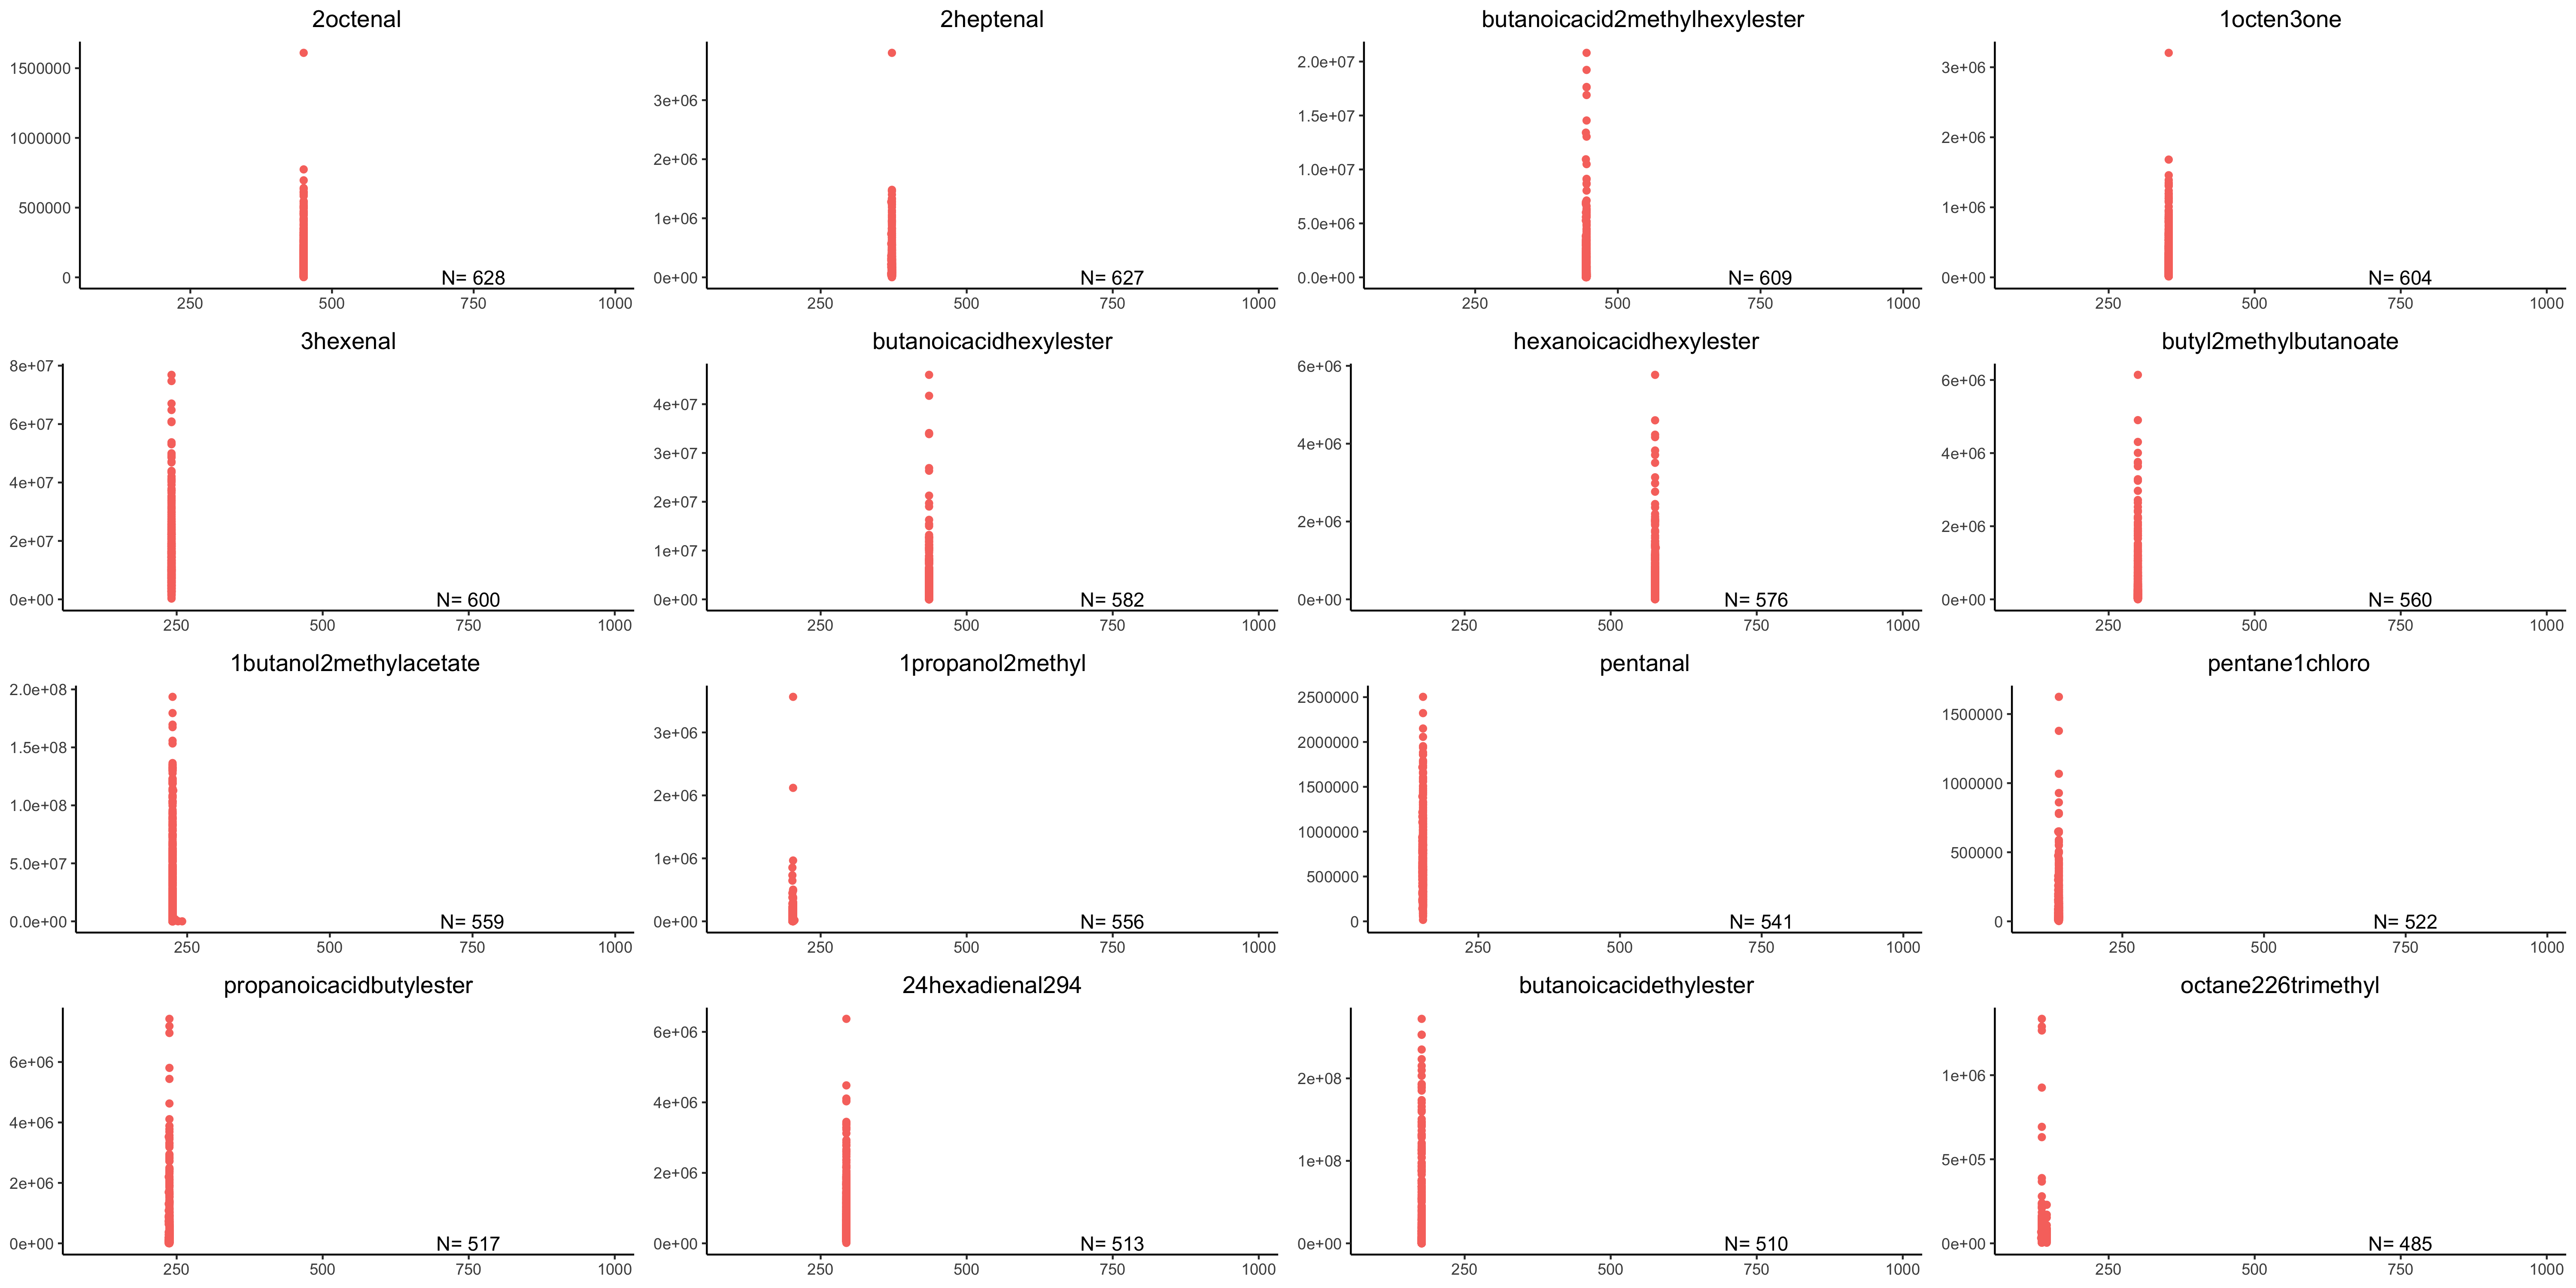 2octenal
1500000
1000000
500000
0
N= 628
250 500 750 1000
2heptenal
3e+06
2e+06
1e+06
0e+00
N= 627
250 500 750 1000
butanoicacid2methylhexylester
2.0e+07
1.5e+07
1.0e+07
5.0e+06
0.0e+00
N= 609
250 500 750 1000
1octen3one
3e+06
2e+06
1e+06
0e+00
N= 604
250 500 750 1000
3hexenal
8e+07
6e+07
4e+07
2e+07
0e+00
N= 600
250 500 750 1000
butanoicacidhexylester
4e+07
3e+07
2e+07
1e+07
0e+00
N= 582
250 500 750 1000
hexanoicacidhexylester
6e+06
4e+06
2e+06
0e+00
N= 576
250 500 750 1000
butyl2methylbutanoate
6e+06
4e+06
2e+06
0e+00
N= 560
250 500 750 1000
1butanol2methylacetate
2.0e+08
1.5e+08
1.0e+08
5.0e+07
0.0e+00
N= 559
250 500 750 1000
1propanol2methyl
3e+06
2e+06
1e+06
0e+00
N= 556
250 500 750 1000
pentanal
2500000
2000000
1500000
1000000
500000
0
N= 541
250 500 750 1000
pentane1chloro
1500000
1000000
500000
0
N= 522
250 500 750 1000
propanoicacidbutylester
6e+06
4e+06
2e+06
0e+00
N= 517
250 500 750 1000
24hexadienal294
6e+06
4e+06
2e+06
0e+00
N= 513
250 500 750 1000
butanoicacidethylester
2e+08
1e+08
0e+00
N= 510
250 500 750 1000
octane226trimethyl
1e+06
5e+05
0e+00
N= 485
250 500 750 1000